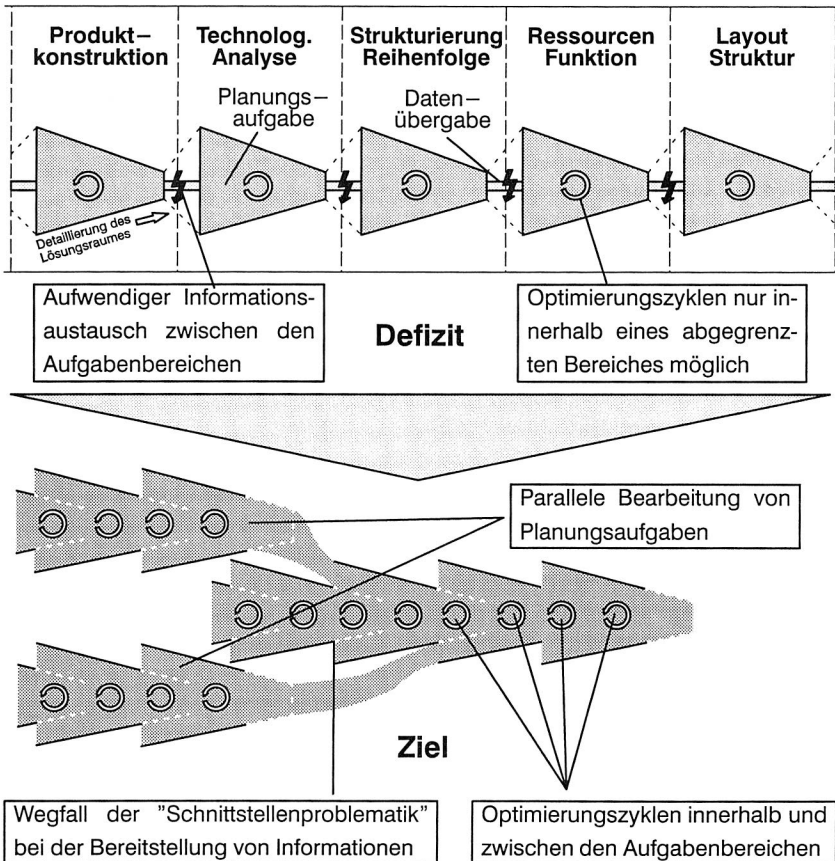 Produkt–
konstruktion
Technolog.
Analyse
Strukturierung
Reihenfolge
Ressourcen
Funktion
Layout
Struktur
Planungs–
aufgabe
Daten–
übergabe
Detaillierung des
Lösungsraumes
Aufwendiger Informations-
austausch zwischen den
Aufgabenbereichen
Defizit
Optimierungszyklen nur in-
nerhalb eines abgegrenz-
ten Bereiches möglich
Parallele Bearbeitung von
Planungsaufgaben
Ziel
Wegfall der ”Schnittstellenproblematik”
bei der Bereitstellung von Informationen
Optimierungszyklen innerhalb und
zwischen den Aufgabenbereichen